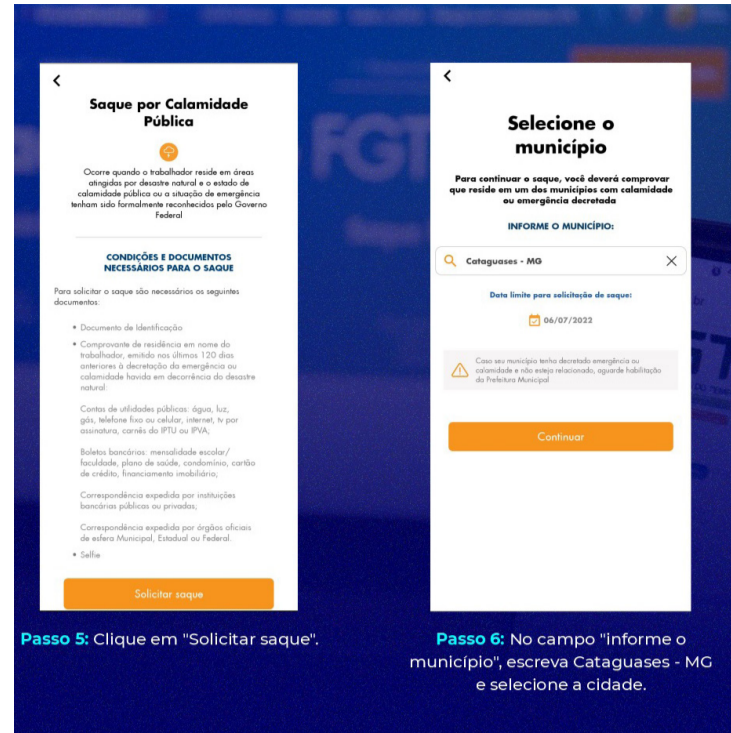 Saque por Calamidade
Pública
Ocorre quando o trabalhador reside em áreas
atingidas por desastre natural e o estado de
calamidade pública ou a situação de emergência
tenham sido formalmente reconhecidos pelo Governo
Federal
CONDIÇÕES E DOCUMENTOS
NECESSÁRIOS PARA O SAQUE
Para solicitar o saque são necessários os seguintes
documentos:
• Documento de Identificação
• Comprovante de residência em nome do
trabalhador, emitido nos últimos 120 dias
anteriores à decretação da emergência ou
calamidade havida em decorrência do desastre
natural.
Contas de utilidades públicas: água, luz,
gás, telefone fixo ou celular, internet, tv por
assinatura, carnês do IPTU ou IPVA;
Boletos bancários: mensalidade escolar/
faculdade, plano de saúde, condomínio, cartão
de crédito, financiamento imobiliário;
Correspondência expedida por instituições
bancárias públicas ou privadas;
Correspondência expedida por órgãos oficiais
de esfera Municipal, Estadual ou Federal.
• Selfie
Solicitar saque
Passo 5: Clique em "Solicitar saque".
Selecione o
município
Para continuar o saque, você deverá comprovar
que reside em um dos municípios com calamidade
ou emergência decretada
INFORME O MUNICÍPIO:
Cataguases - MG
Data limite para solicitação de saque:
06/07/2022
Caso seu município tenha decretado emergência ou
calamidade e não esteja relacionado, aguarde habilitação
da Prefeitura Municipal
Continuar
Passo 6: No campo "informe o
município", escreva Cataguases - MG
e selecione a cidade.
FGT